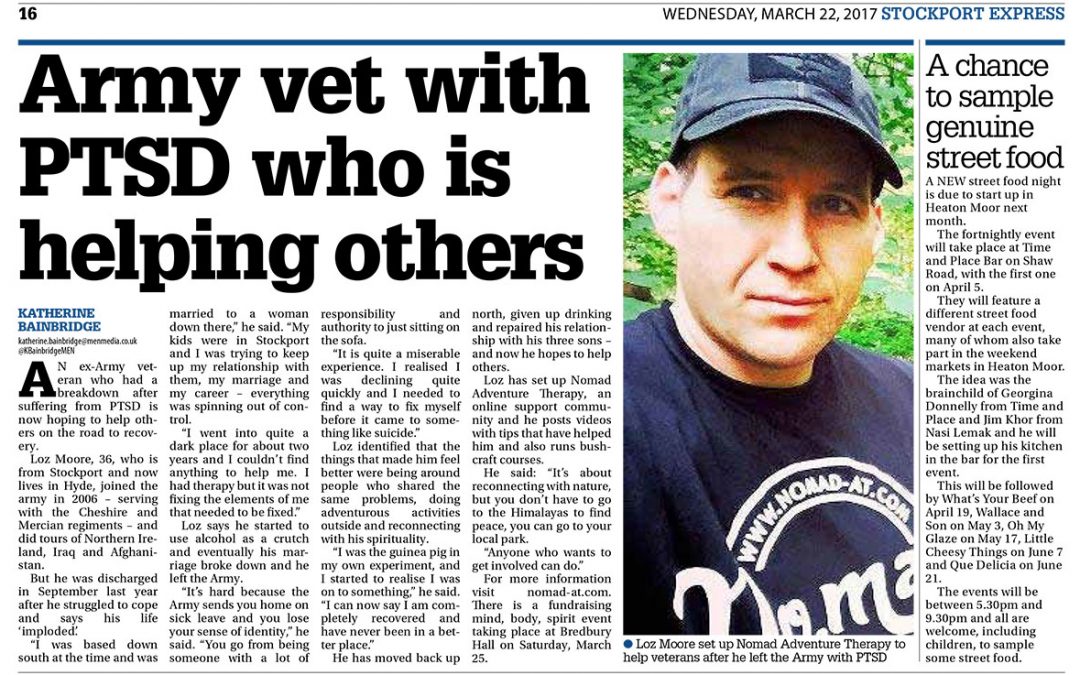 16
WEDNESDAY, MARCH 22, 2017 STOCKPORT EXPRESS
Army vet with
PTSD who is
helping others
KATHERINE
BAINBRIDGE
katherine.bainbridge@menmedia.co.uk
@KBainbridgeMEN
AN ex-Army vet-
eran who had a
breakdown after
suffering from PTSD is
now hoping to help oth-
ers on the road to recov-
ery.
Loz Moore, 36, who is
from Stockport and now
lives in Hyde, joined the
army in 2006 – serving
with the Cheshire and
Mercian regiments – and
did tours of Northern Ire-
land, Iraq and Afghani-
stan.
But he was discharged
in September last year
after he struggled to cope
and says his life
‘imploded’.
“I was based down
south at the time and was
married to a woman
down there,” he said. “My
kids were in Stockport
and I was trying to keep
up my relationship with
them, my marriage and
my career – everything
was spinning out of con-
trol.
“I went into quite a
dark place for about two
years and I couldn’t find
anything to help me. I
had therapy but it was not
fixing the elements of me
that needed to be fixed.”
Loz says he started to
use alcohol as a crutch
and eventually his mar-
riage broke down and he
left the Army.
“It’s hard because the
Army sends you home on
sick leave and you lose
your sense of identity,” he
said. “You go from being
someone with a lot of
responsibility and
authority to just sitting on
the sofa.
“It is quite a miserable
experience. I realised I
was declining quite
quickly and I needed to
find a way to fix myself
before it came to some-
thing like suicide.”
Loz identified that the
things that made him feel
better were being around
people who shared the
same problems, doing
adventurous activities
outside and reconnecting
with his spirituality.
“I was the guinea pig in
my own experiment, and
I started to realise I was
on to something,” he said.
“I can now say I am com-
pletely recovered and
have never been in a bet-
ter place.”
He has moved back up
north, given up drinking
and repaired his relation-
ship with his three sons –
and now he hopes to help
others.
Loz has set up Nomad
Adventure Therapy, an
online support commu-
nity and he posts videos
with tips that have helped
him and also runs bush-
craft courses.
He said: “It’s about
reconnecting with nature,
but you don’t have to go
to the Himalayas to find
peace, you can go to your
local park.
“Anyone who wants to
get involved can do.”
For more information
visit nomad-at.com.
There is a fundraising
mind, body, spirit event
taking place at Bredbury
Hall on Saturday, March
25.
WWW.NOMAD-AT.COM
Noma
● Loz Moore set up Nomad Adventure Therapy to
help veterans after he left the Army with PTSD
A chance
to sample
genuine
street food
A NEW street food night
is due to start up in
Heaton Moor next
month.
The fortnightly event
will take place at Time
and Place Bar on Shaw
Road, with the first one
on April 5.
They will feature a
different street food
vendor at each event,
many of whom also take
part in the weekend
markets in Heaton Moor.
The idea was the
brainchild of Georgina
Donnelly from Time and
Place and Jim Khor from
Nasi Lemak and he will
be setting up his kitchen
in the bar for the first
event.
This will be followed
by What’s Your Beef on
April 19, Wallace and
Son on May 3, Oh My
Glaze on May 17, Little
Cheesy Things on June 7
and Que Delicia on June
21.
The events will be
between 5.30pm and
9.30pm and all are
welcome, including
children, to sample
some street food.